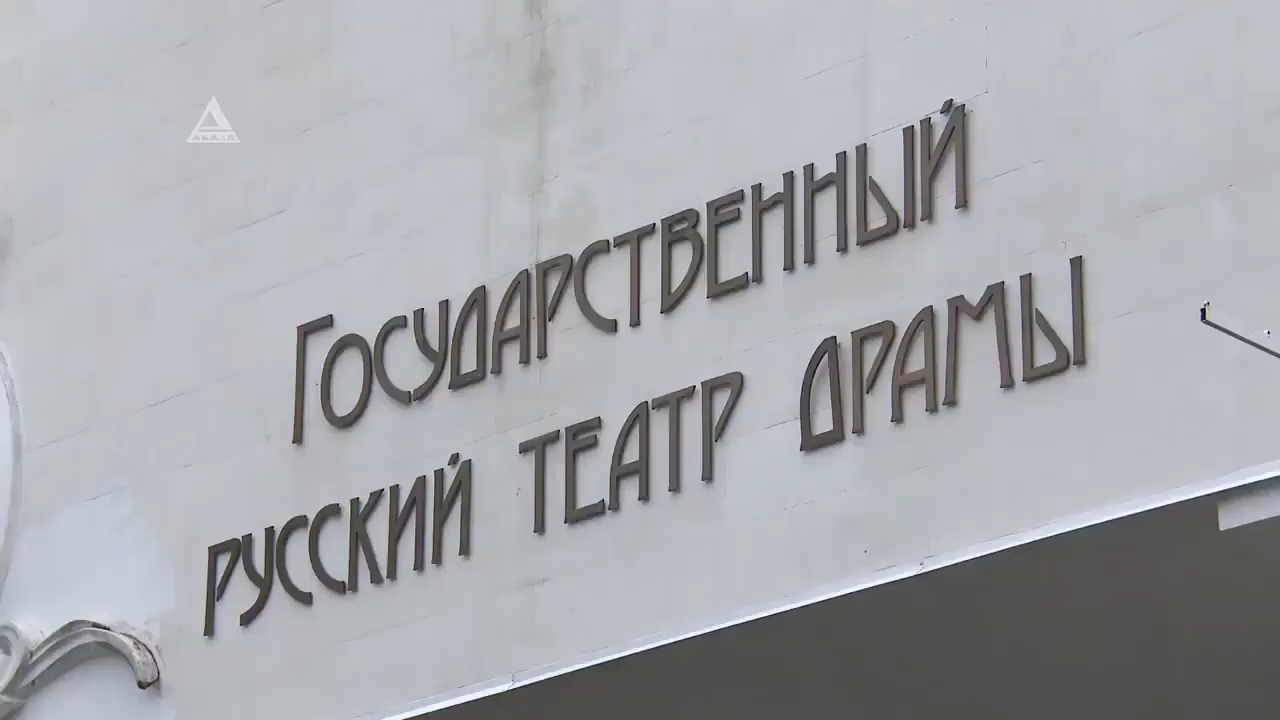 Государственный
русский театр драмы